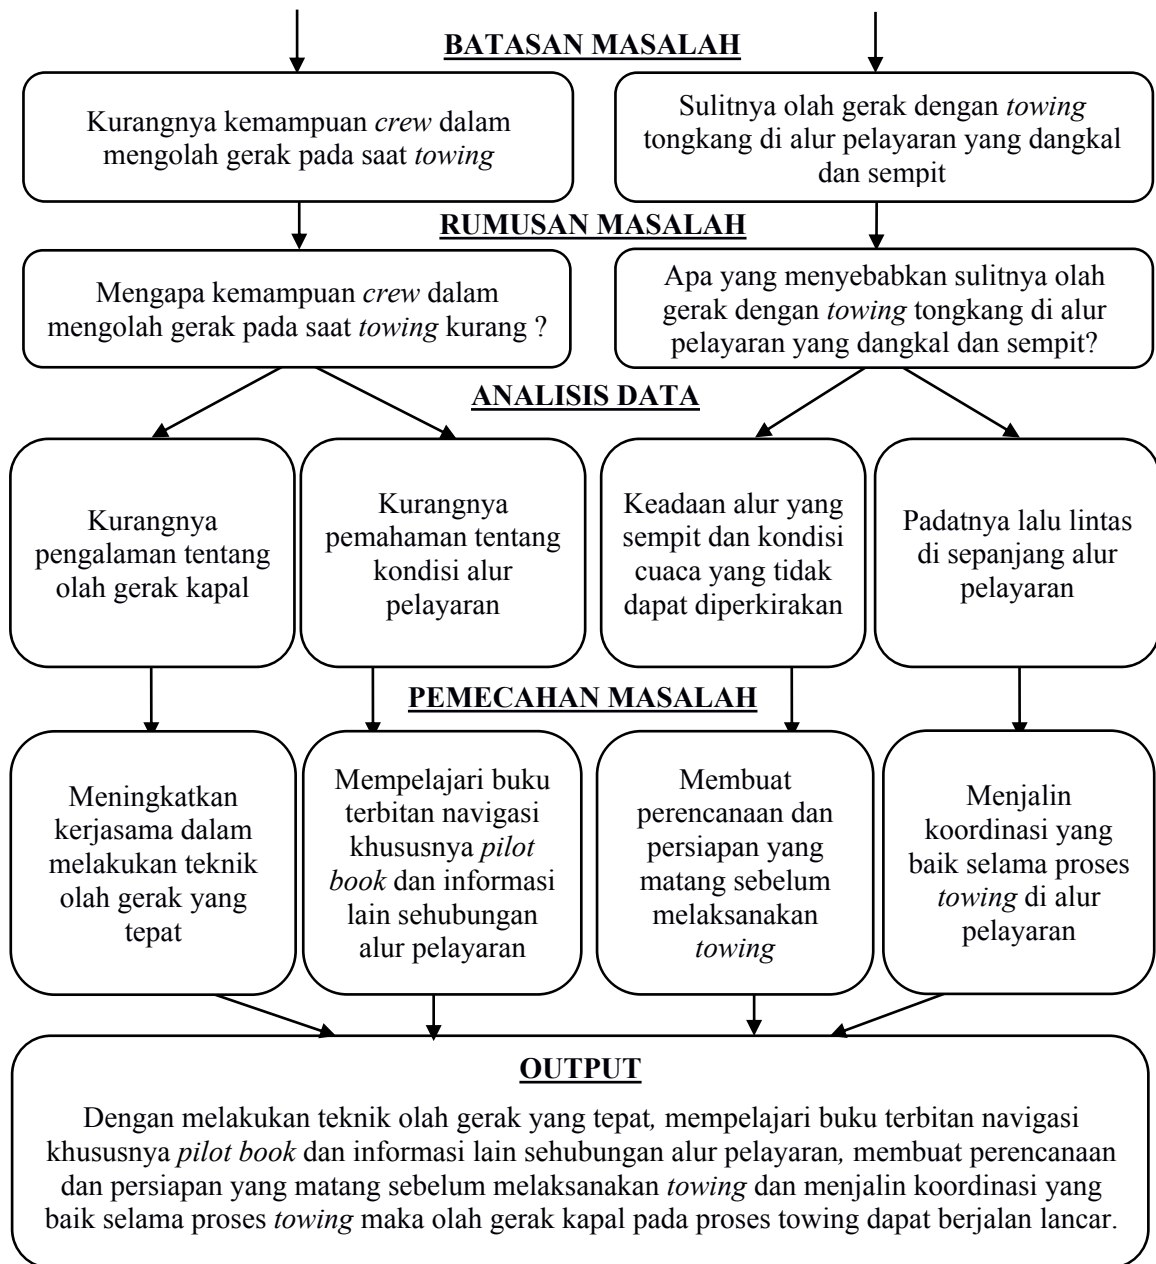 BATASAN MASALAH
Kurangnya kemampuan crew dalam
mengolah gerak pada saat towing
Sulitnya olah gerak dengan towing
tongkang di alur pelayaran yang dangkal
dan sempit
RUMUSAN MASALAH
Mengapa kemampuan crew dalam
mengolah gerak pada saat towing kurang ?
Apa yang menyebabkan sulitnya olah
gerak dengan towing tongkang di alur
pelayaran yang dangkal dan sempit?
ANALISIS DATA
Kurangnya
pengalaman tentang
olah gerak kapal
Kurangnya
pemahaman tentang
kondisi alur
pelayaran
Keadaan alur yang
sempit dan kondisi
cuaca yang tidak
dapat diperkirakan
Padatnya lalu lintas
di sepanjang alur
pelayaran
PEMECAHAN MASALAH
Meningkatkan
kerjasama dalam
melakukan teknik
olah gerak yang
tepat
Mempelajari buku
terbitan navigasi
khususnya pilot
book dan informasi
lain sehubungan
alur pelayaran
Membuat
perencanaan dan
persiapan yang
matang sebelum
melaksanakan
towing
Menjalin
koordinasi yang
baik selama proses
towing di alur
pelayaran
OUTPUT
Dengan melakukan teknik olah gerak yang tepat, mempelajari buku terbitan navigasi
khususnya pilot book dan informasi lain sehubungan alur pelayaran, membuat perencanaan
dan persiapan yang matang sebelum melaksanakan towing dan menjalin koordinasi yang
baik selama proses towing maka olah gerak kapal pada proses towing dapat berjalan lancar.